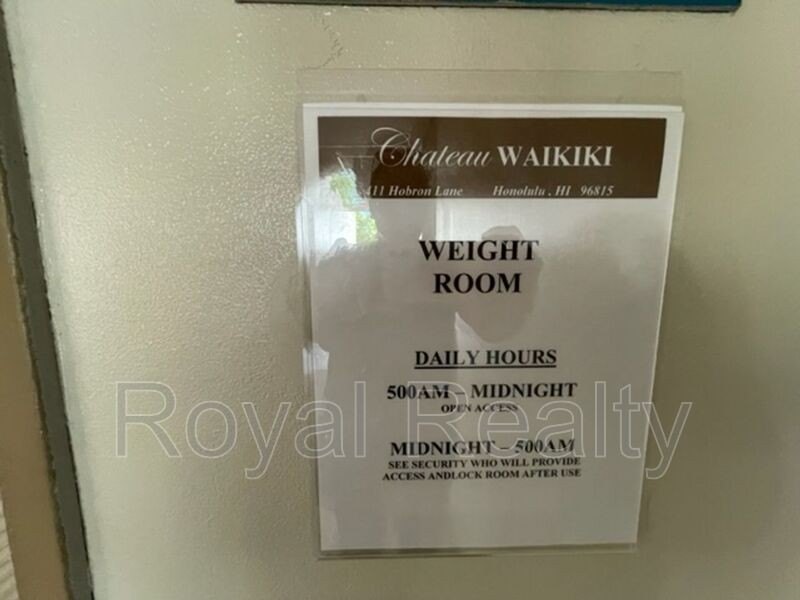 Chateau WAIKIKI
411 Hobron Lane Honolulu , HI 96815
WEIGHT
ROOM
DAILY HOURS
500AM – MIDNIGHT
OPEN ACCESS
Royal Realty
MIDNIGHT – 500AM
SEE SECURITY WHO WILL PROVIDE
ACCESS ANDLOCK ROOM AFTER USE